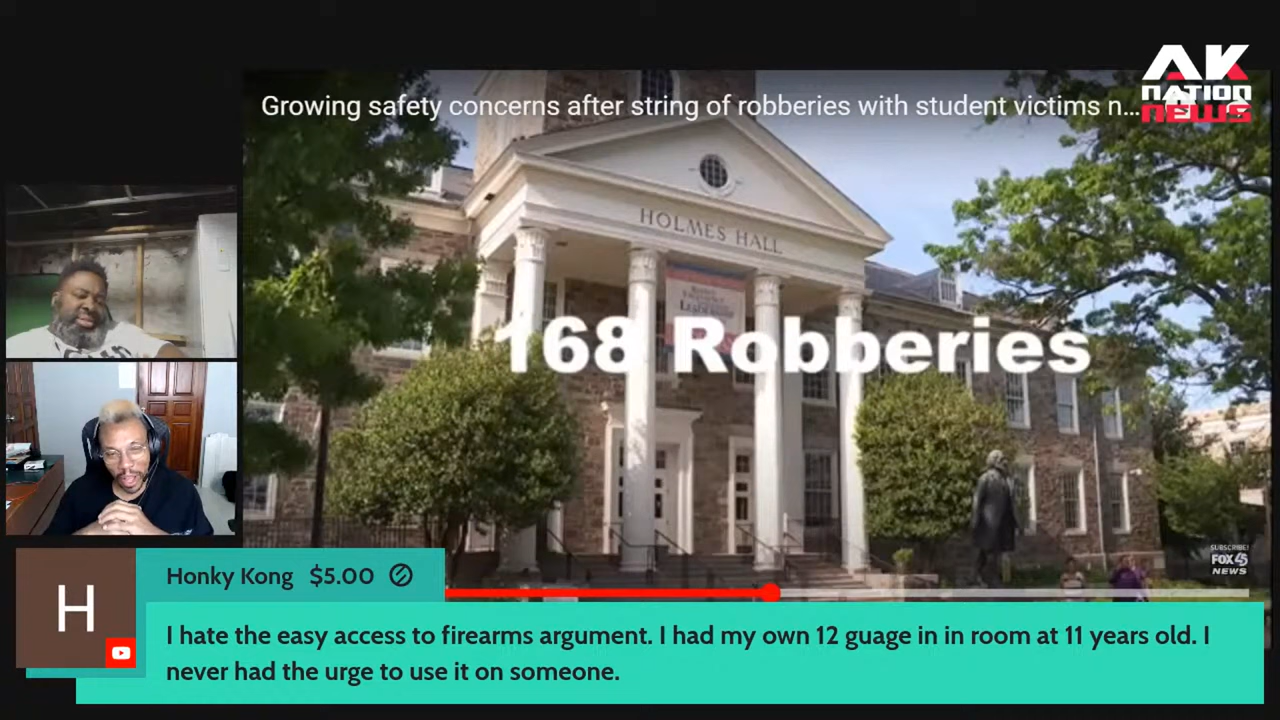 Growing safety concerns after string of robberies with student victims n...
AK
NATION
NEWS
HOLMES HALL
168 Robberies
SUBSCRIBE!
FOX 45
NEWS
H
Honky Kong $5.00
I hate the easy access to firearms argument. I had my own 12 guage in in room at 11 years old. I
never had the urge to use it on someone.